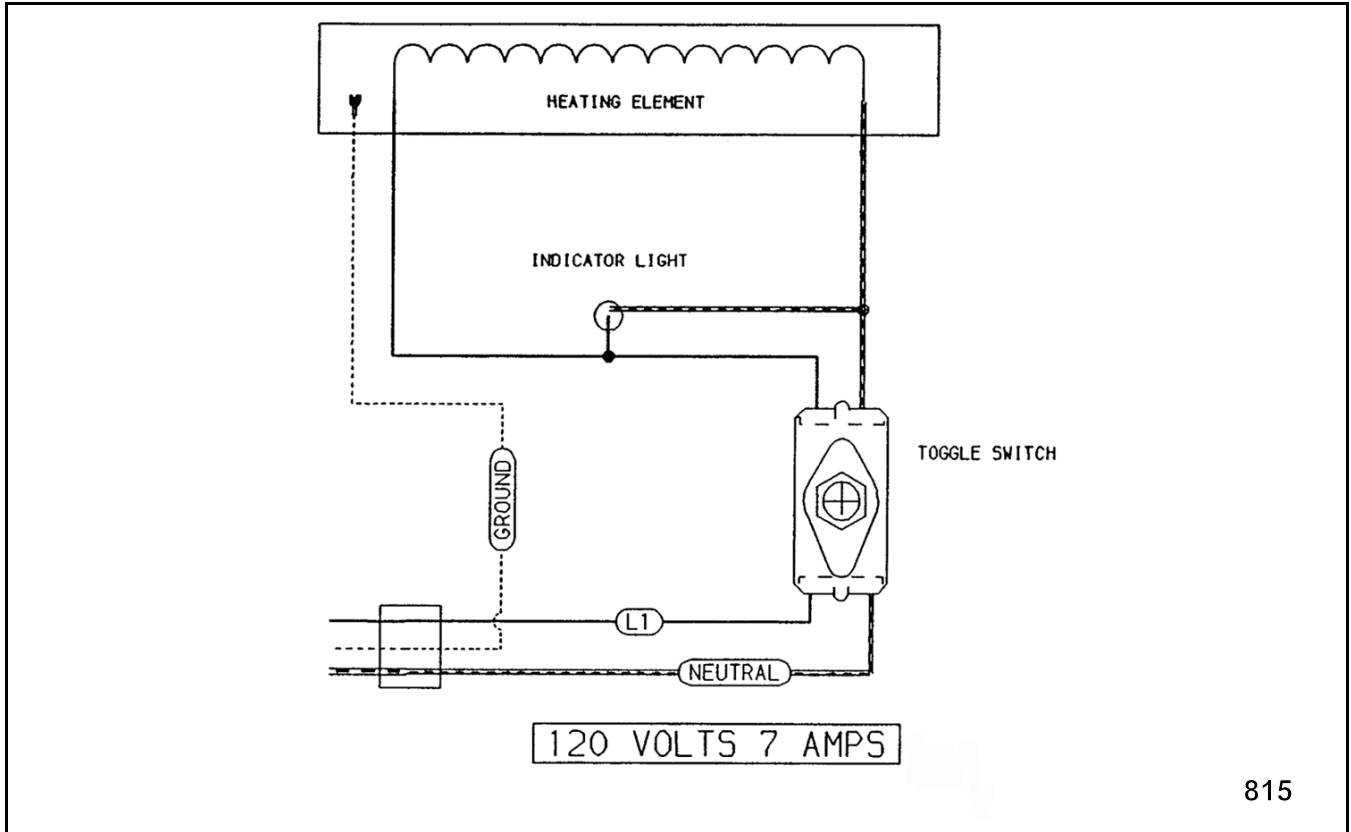 HEATING ELEMENT
INDICATOR LIGHT
TOGGLE SWITCH
GROUND
L1
NEUTRAL
120 VOLTS 7 AMPS
815